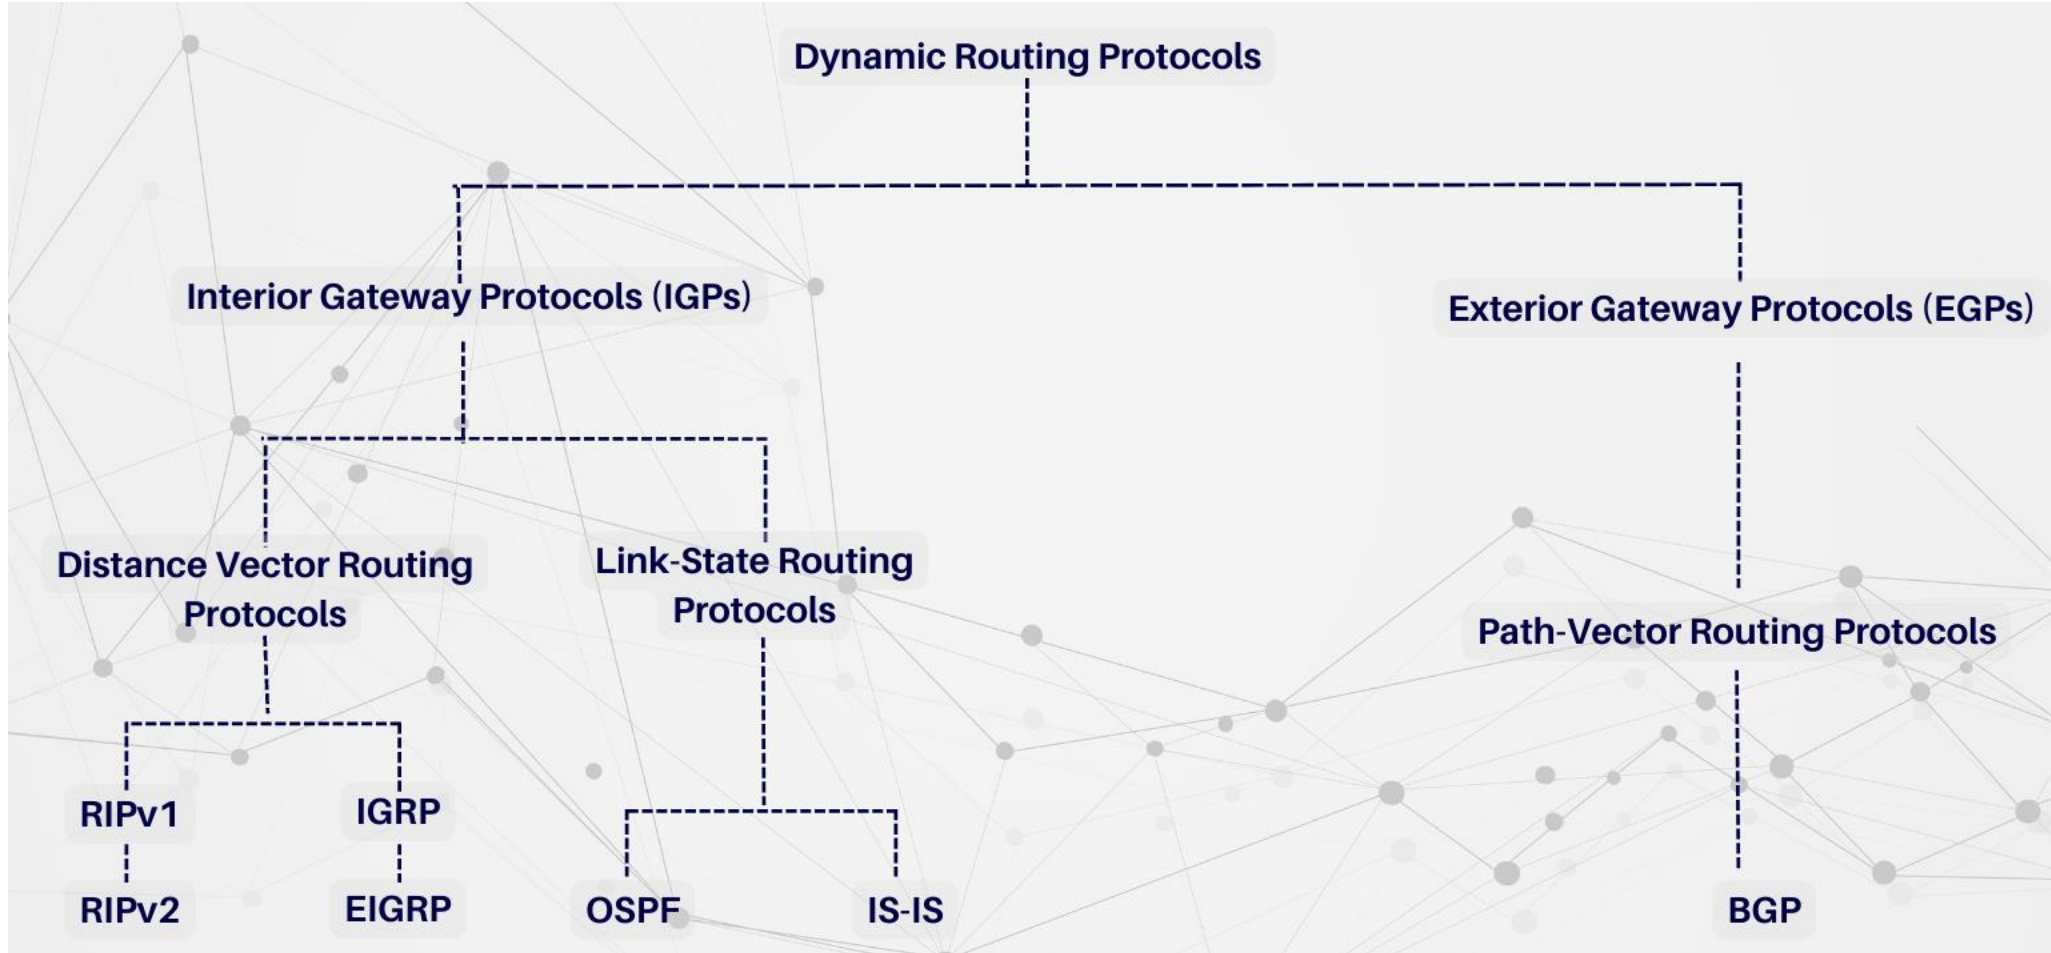 Dynamic Routing Protocols
Interior Gateway Protocols (IGPs)
Exterior Gateway Protocols (EGPs)
Distance Vector Routing
Protocols
Link-State Routing
Protocols
Path-Vector Routing Protocols
RIPv1
IGRP
RIPv2
EIGRP
OSPF
IS-IS
BGP